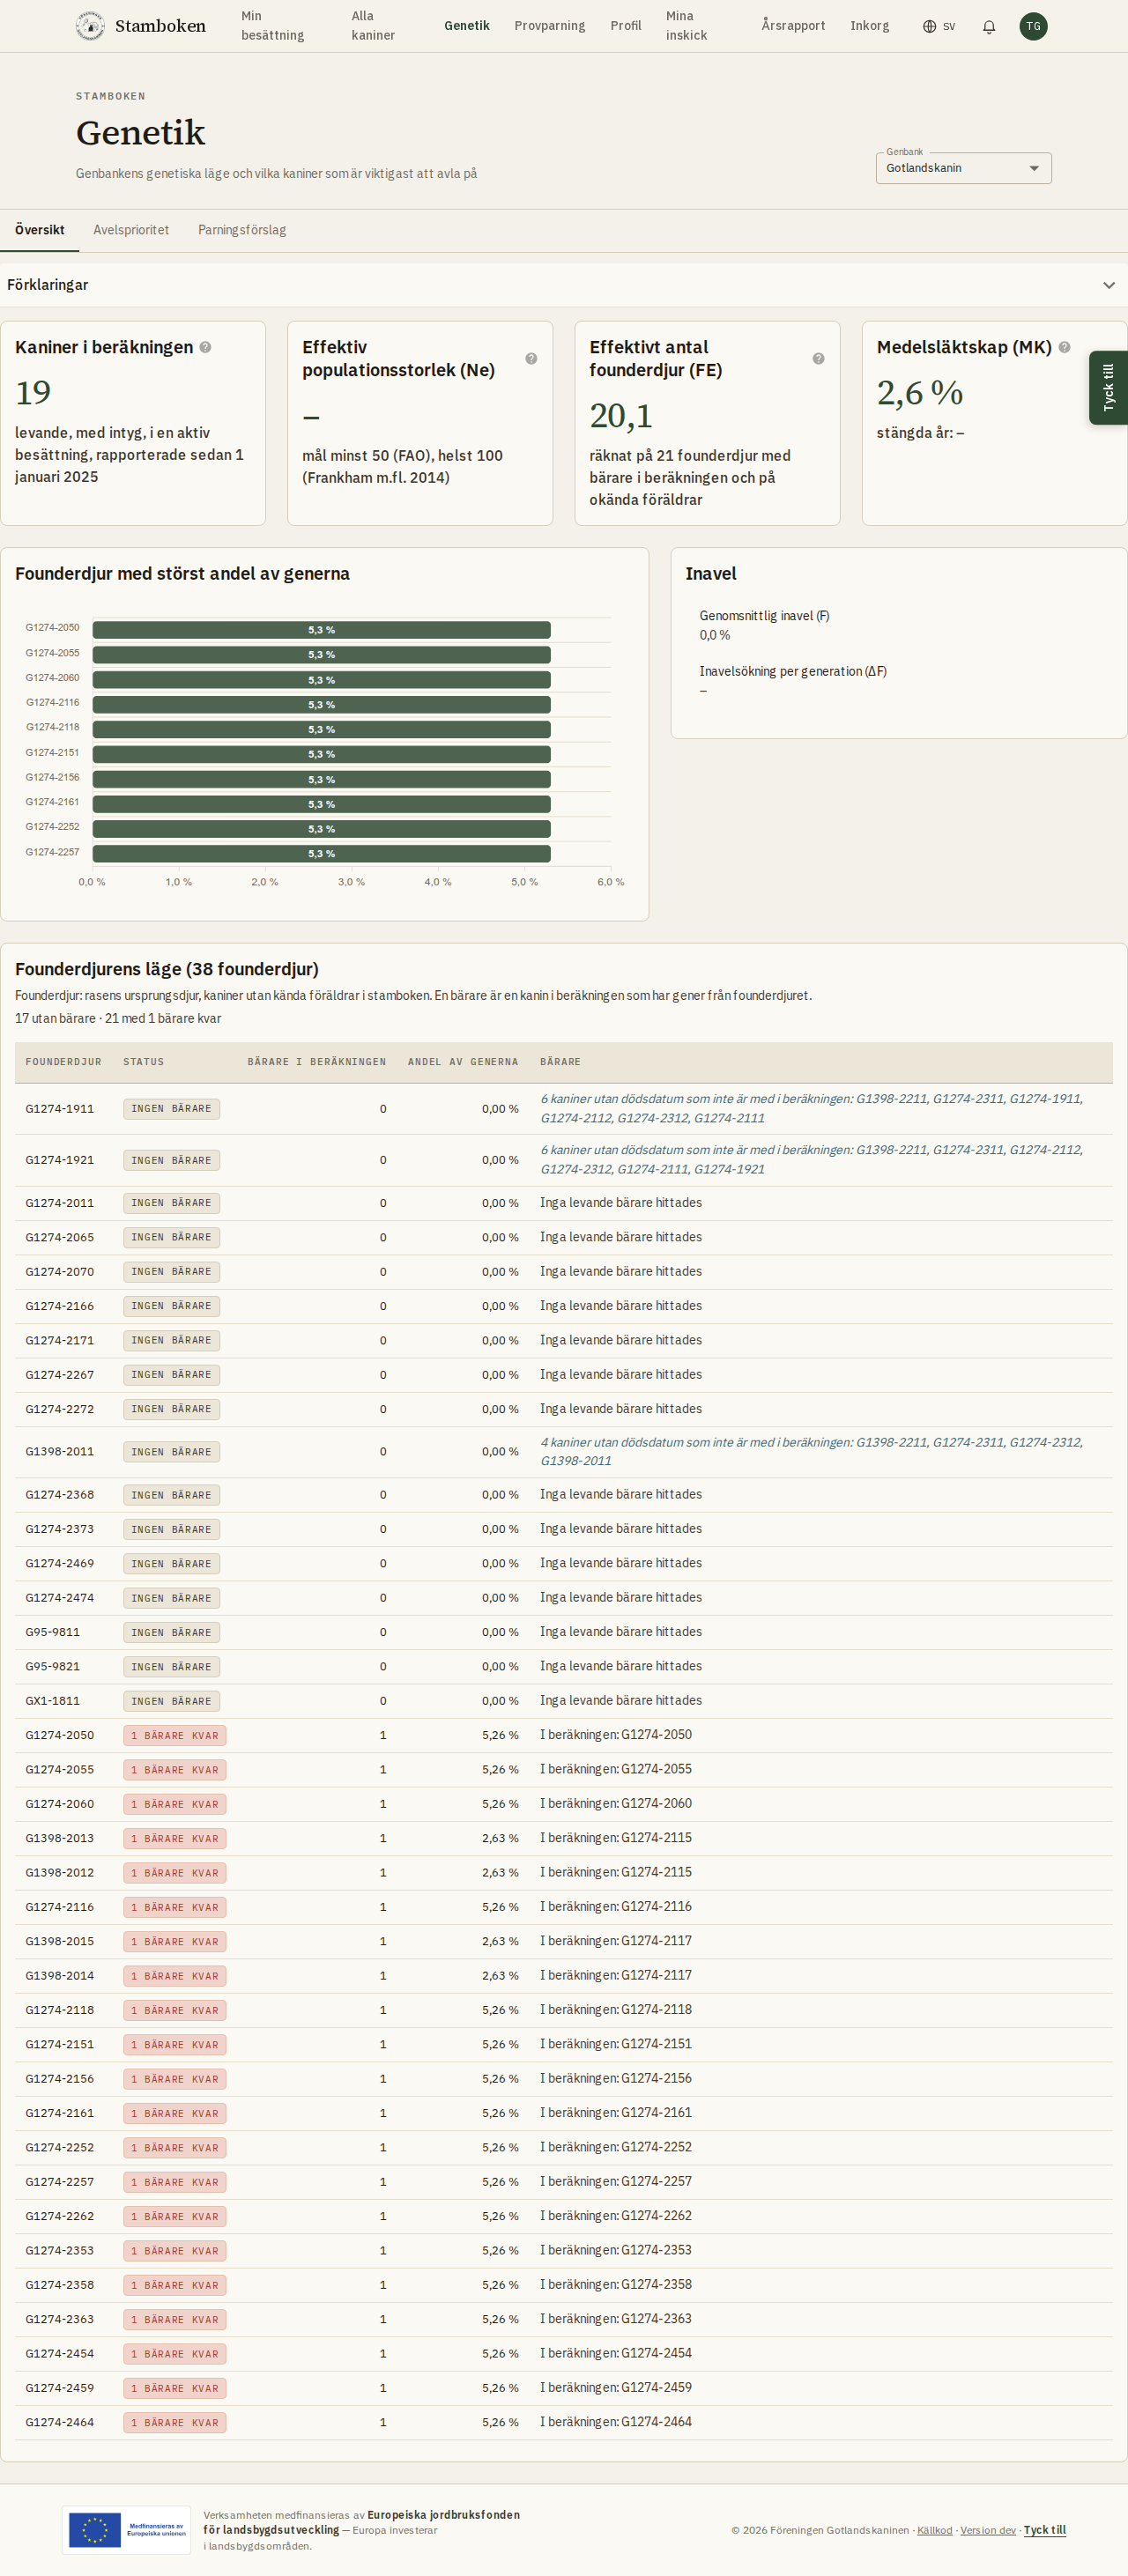 Stamboken
Min
besättning
Alla
kaniner
Genetik
Provparning
Profil
Mina
inskick
Årsrapport
Inkorg
SV
TG
STAMBOKEN
Genetik
Genbankens genetiska läge och vilka kaniner som är viktigast att avla på
Genbank
Gotlandskanin
Översikt
Avelsprioritet
Parningsförslag
Förklaringar
Kaniner i beräkningen
19
levande, med intyg, i en aktiv
besättning, rapporterade sedan 1
januari 2025
Effektiv
populationsstorlek (Ne)
–
mål minst 50 (FAO), helst 100
(Frankham m.fl. 2014)
Effektivt antal
founderdjur (FE)
20,1
räknat på 21 founderdjur med
bärare i beräkningen och på
okända föräldrar
Medelsläktskap (MK)
2,6 %
stängda år: –
Tyck till
Founderdjur med störst andel av generna
G1274-2050 5,3 %
G1274-2055 5,3 %
G1274-2060 5,3 %
G1274-2116 5,3 %
G1274-2118 5,3 %
G1274-2151 5,3 %
G1274-2156 5,3 %
G1274-2161 5,3 %
G1274-2252 5,3 %
G1274-2257 5,3 %
0,0 % 1,0 % 2,0 % 3,0 % 4,0 % 5,0 % 6,0 %
Inavel
Genomsnittlig inavel (F)
0,0 %
Inavelsökning per generation (ΔF)
–
Founderdjurens läge (38 founderdjur)
Founderdjur: rasens ursprungsdjur, kaniner utan kända föräldrar i stamboken. En bärare är en kanin i beräkningen som har gener från founderdjuret.
17 utan bärare · 21 med 1 bärare kvar
FOUNDERDJUR STATUS BÄRARE I BERÄKNINGEN ANDEL AV GENERNA BÄRARE
G1274-1911 INGEN BÄRARE 0 0,00 % 6 kaniner utan dödsdatum som inte är med i beräkningen: G1398-2211, G1274-2311, G1274-1911,
G1274-2112, G1274-2312, G1274-2111
G1274-1921 INGEN BÄRARE 0 0,00 % 6 kaniner utan dödsdatum som inte är med i beräkningen: G1398-2211, G1274-2311, G1274-2112,
G1274-2312, G1274-2111, G1274-1921
G1274-2011 INGEN BÄRARE 0 0,00 % Inga levande bärare hittades
G1274-2065 INGEN BÄRARE 0 0,00 % Inga levande bärare hittades
G1274-2070 INGEN BÄRARE 0 0,00 % Inga levande bärare hittades
G1274-2166 INGEN BÄRARE 0 0,00 % Inga levande bärare hittades
G1274-2171 INGEN BÄRARE 0 0,00 % Inga levande bärare hittades
G1274-2267 INGEN BÄRARE 0 0,00 % Inga levande bärare hittades
G1274-2272 INGEN BÄRARE 0 0,00 % Inga levande bärare hittades
G1398-2011 INGEN BÄRARE 0 0,00 % 4 kaniner utan dödsdatum som inte är med i beräkningen: G1398-2211, G1274-2311, G1274-2312,
G1398-2011
G1274-2368 INGEN BÄRARE 0 0,00 % Inga levande bärare hittades
G1274-2373 INGEN BÄRARE 0 0,00 % Inga levande bärare hittades
G1274-2469 INGEN BÄRARE 0 0,00 % Inga levande bärare hittades
G1274-2474 INGEN BÄRARE 0 0,00 % Inga levande bärare hittades
G95-9811 INGEN BÄRARE 0 0,00 % Inga levande bärare hittades
G95-9821 INGEN BÄRARE 0 0,00 % Inga levande bärare hittades
GX1-1811 INGEN BÄRARE 0 0,00 % Inga levande bärare hittades
G1274-2050 1 BÄRARE KVAR 1 5,26 % I beräkningen: G1274-2050
G1274-2055 1 BÄRARE KVAR 1 5,26 % I beräkningen: G1274-2055
G1274-2060 1 BÄRARE KVAR 1 5,26 % I beräkningen: G1274-2060
G1398-2013 1 BÄRARE KVAR 1 2,63 % I beräkningen: G1274-2115
G1398-2012 1 BÄRARE KVAR 1 2,63 % I beräkningen: G1274-2115
G1274-2116 1 BÄRARE KVAR 1 5,26 % I beräkningen: G1274-2116
G1398-2015 1 BÄRARE KVAR 1 2,63 % I beräkningen: G1274-2117
G1398-2014 1 BÄRARE KVAR 1 2,63 % I beräkningen: G1274-2117
G1274-2118 1 BÄRARE KVAR 1 5,26 % I beräkningen: G1274-2118
G1274-2151 1 BÄRARE KVAR 1 5,26 % I beräkningen: G1274-2151
G1274-2156 1 BÄRARE KVAR 1 5,26 % I beräkningen: G1274-2156
G1274-2161 1 BÄRARE KVAR 1 5,26 % I beräkningen: G1274-2161
G1274-2252 1 BÄRARE KVAR 1 5,26 % I beräkningen: G1274-2252
G1274-2257 1 BÄRARE KVAR 1 5,26 % I beräkningen: G1274-2257
G1274-2262 1 BÄRARE KVAR 1 5,26 % I beräkningen: G1274-2262
G1274-2353 1 BÄRARE KVAR 1 5,26 % I beräkningen: G1274-2353
G1274-2358 1 BÄRARE KVAR 1 5,26 % I beräkningen: G1274-2358
G1274-2363 1 BÄRARE KVAR 1 5,26 % I beräkningen: G1274-2363
G1274-2454 1 BÄRARE KVAR 1 5,26 % I beräkningen: G1274-2454
G1274-2459 1 BÄRARE KVAR 1 5,26 % I beräkningen: G1274-2459
G1274-2464 1 BÄRARE KVAR 1 5,26 % I beräkningen: G1274-2464
Medfinansieras av
Europeiska unionen
Verksamheten medfinansieras av Europeiska jordbruksfonden
för landsbygdsutveckling — Europa investerar
i landsbygdsområden.
© 2026 Föreningen Gotlandskaninen · Källkod · Version dev · Tyck till